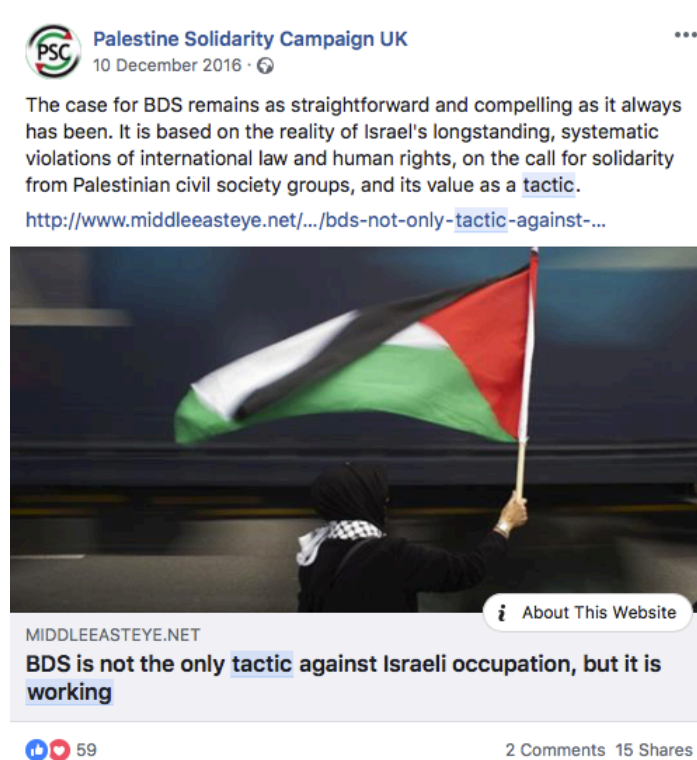 PSC
Palestine Solidarity Campaign UK
10 December 2016 ·
The case for BDS remains as straightforward and compelling as it always
has been. It is based on the reality of Israel's longstanding, systematic
violations of international law and human rights, on the call for solidarity
from Palestinian civil society groups, and its value as a tactic.
http://www.middleeasteye.net/.../bds-not-only-tactic-against-...
i About This Website
MIDDLEEASTEYE.NET
BDS is not the only tactic against Israeli occupation, but it is
working
59
2 Comments 15 Shares